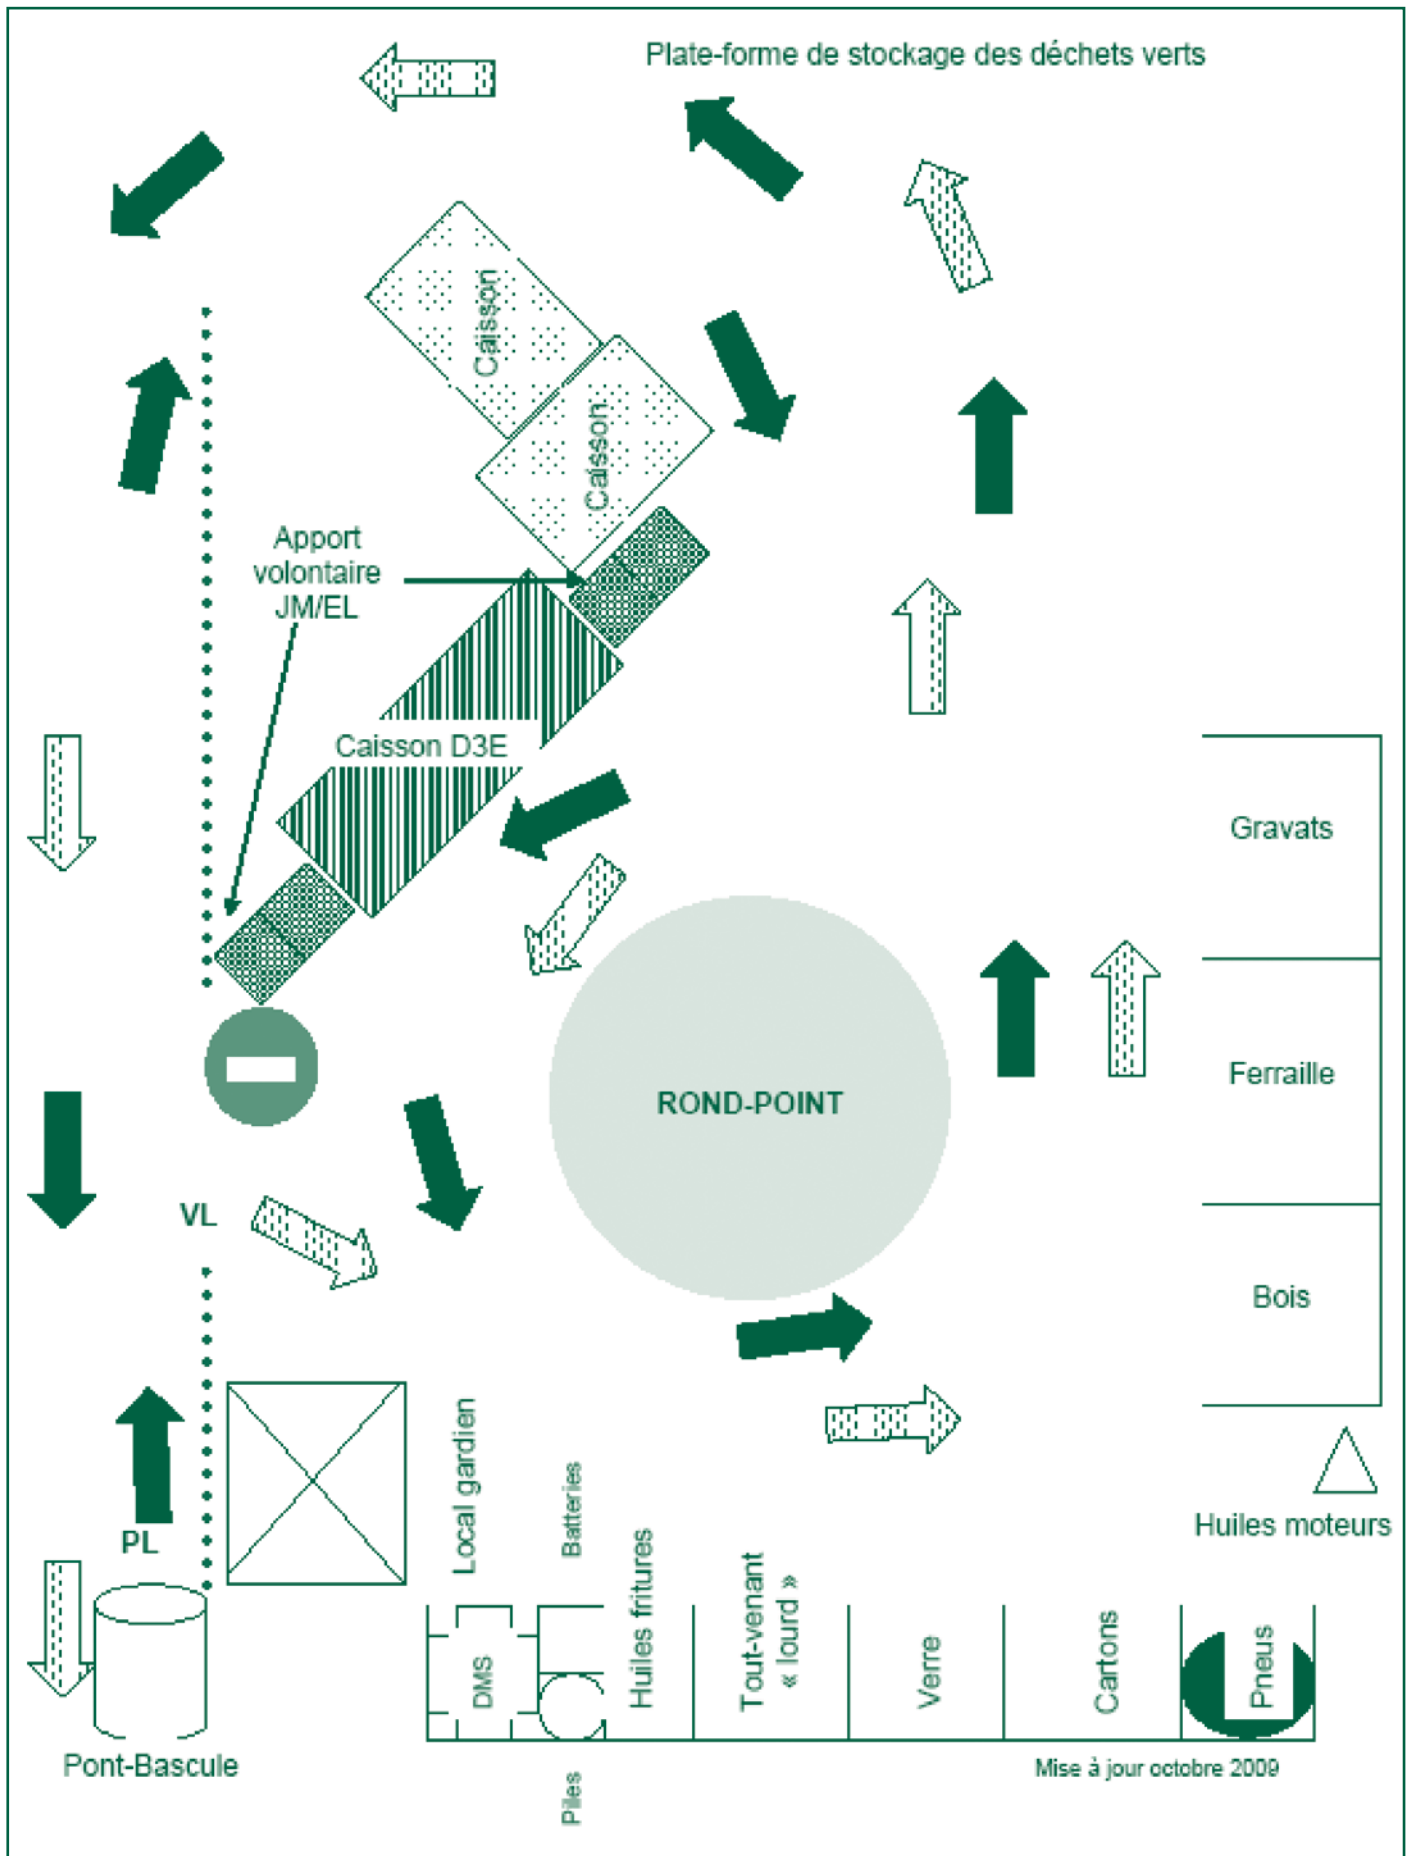 Plate-forme de stockage des déchets verts
Caisson
Caisson
Apport
volontaire
JM/EL
Caisson D3E
Gravats
Ferraille
ROND-POINT
VL
Bois
Local gardien
Batteries
Huiles moteurs
PL
DMS
Huiles fritures
Tout-venant
« lourd »
Verre
Cartons
Pneus
Pont-Bascule
Piles
Mise à jour octobre 2009